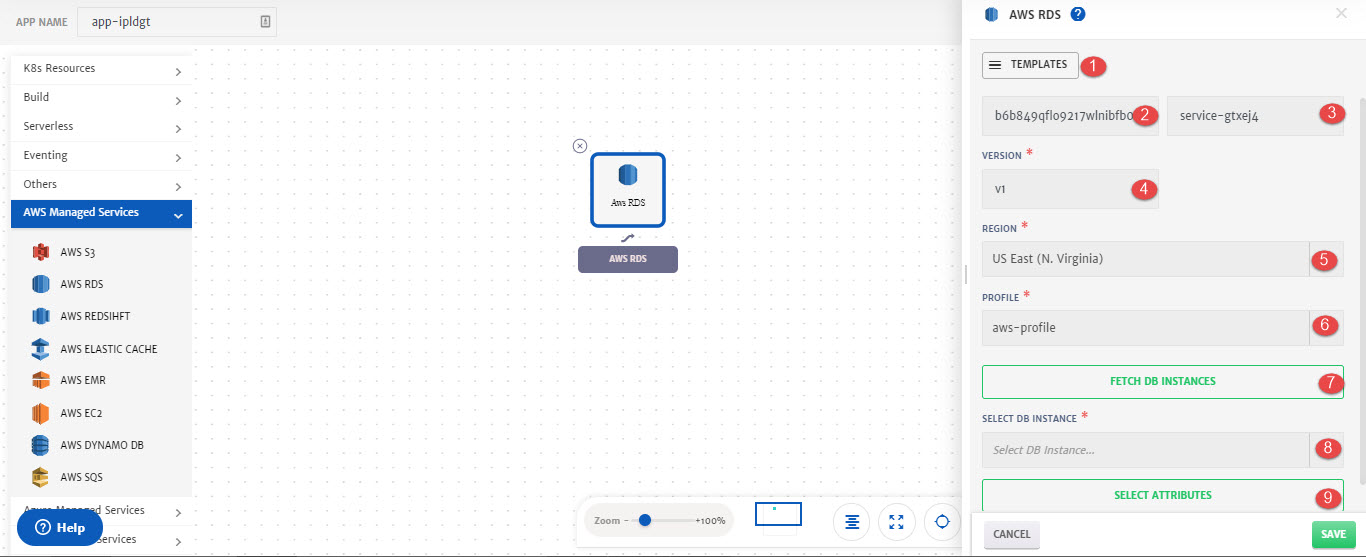 APP NAME
app-ipldgt
K8s Resources
Build
Serverless
Eventing
Others
AWS Managed Services
AWS S3
AWS RDS
AWS REDSIHFT
AWS ELASTIC CACHE
AWS EMR
AWS EC2
AWS DYNAMO DB
AWS SQS
Managed Services
Services
? Help
Aws RDS
AWS RDS
Zoom - +100%
AWS RDS ?
TEMPLATES 1
2
service-gtxej4 3
VERSION *
v1 4
REGION *
US East (N. Virginia) 5
PROFILE *
aws-profile 6
FETCH DB INSTANCES 7
SELECT DB INSTANCE *
Select DB Instance... 8
SELECT ATTRIBUTES 9
CANCEL SAVE